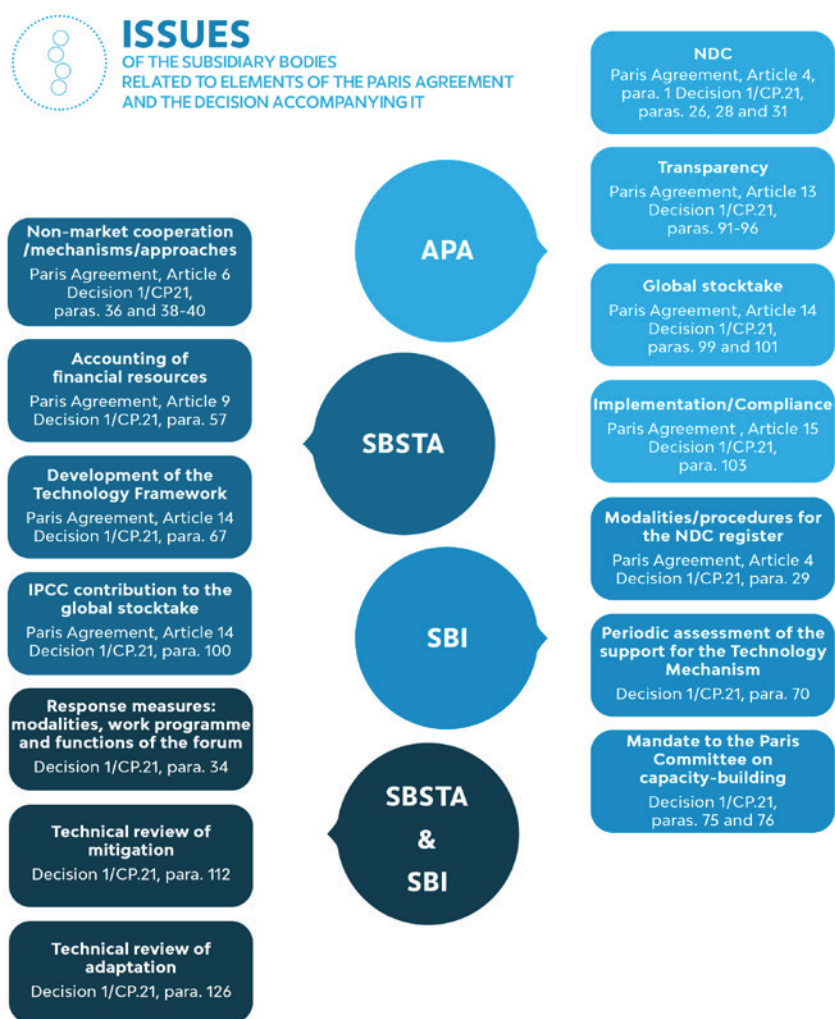 ISSUES
OF THE SUBSIDIARY BODIES
RELATED TO ELEMENTS OF THE PARIS AGREEMENT
AND THE DECISION ACCOMPANYING IT
NDC
Paris Agreement, Article 4,
para. 1 Decision 1/CP.21,
paras. 26, 28 and 31
Transparency
Paris Agreement, Article 13
Decision 1/CP.21,
paras. 91-96
Global stocktake
Paris Agreement, Article 14
Decision 1/CP.21,
paras. 99 and 101
Implementation/Compliance
Paris Agreement , Article 15
Decision 1/CP.21,
para. 103
APA
Non-market cooperation
/mechanisms/approaches
Paris Agreement, Article 6
Decision 1/CP21,
paras. 36 and 38-40
Accounting of
financial resources
Paris Agreement, Article 9
Decision 1/CP.21, para. 57
Development of the
Technology Framework
Paris Agreement, Article 14
Decision 1/CP.21, para. 67
IPCC contribution to the
global stocktake
Paris Agreement, Article 14
Decision 1/CP.21, para. 100
SBSTA
Modalities/procedures for
the NDC register
Paris Agreement, Article 4
Decision 1/CP.21, para. 29
Periodic assessment of the
support for the Technology
Mechanism
Decision 1/CP.21, para. 70
Mandate to the Paris
Committee on
capacity-building
Decision 1/CP.21,
paras. 75 and 76
SBI
Response measures:
modalities, work programme
and functions of the forum
Decision 1/CP.21, para. 34
Technical review of
mitigation
Decision 1/CP.21, para. 112
Technical review of
adaptation
Decision 1/CP.21, para. 126
SBSTA
&
SBI